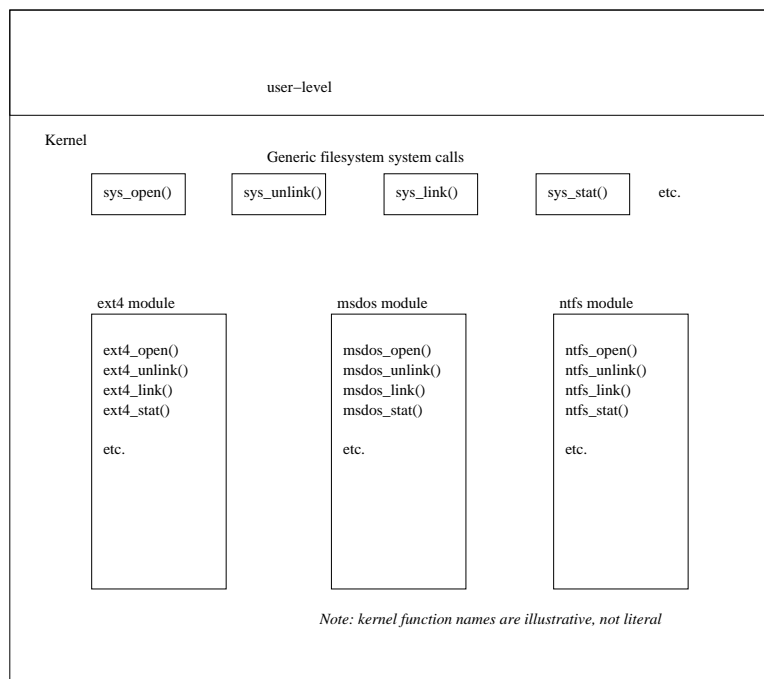 user−level
Kernel
Generic filesystem system calls
sys_open()
sys_unlink()
sys_link()
sys_stat()
etc.
ext4 module
ext4_open()
ext4_unlink()
ext4_link()
ext4_stat()
etc.
msdos module
msdos_open()
msdos_unlink()
msdos_link()
msdos_stat()
etc.
ntfs module
ntfs_open()
ntfs_unlink()
ntfs_link()
ntfs_stat()
etc.
Note: kernel function names are illustrative, not literal